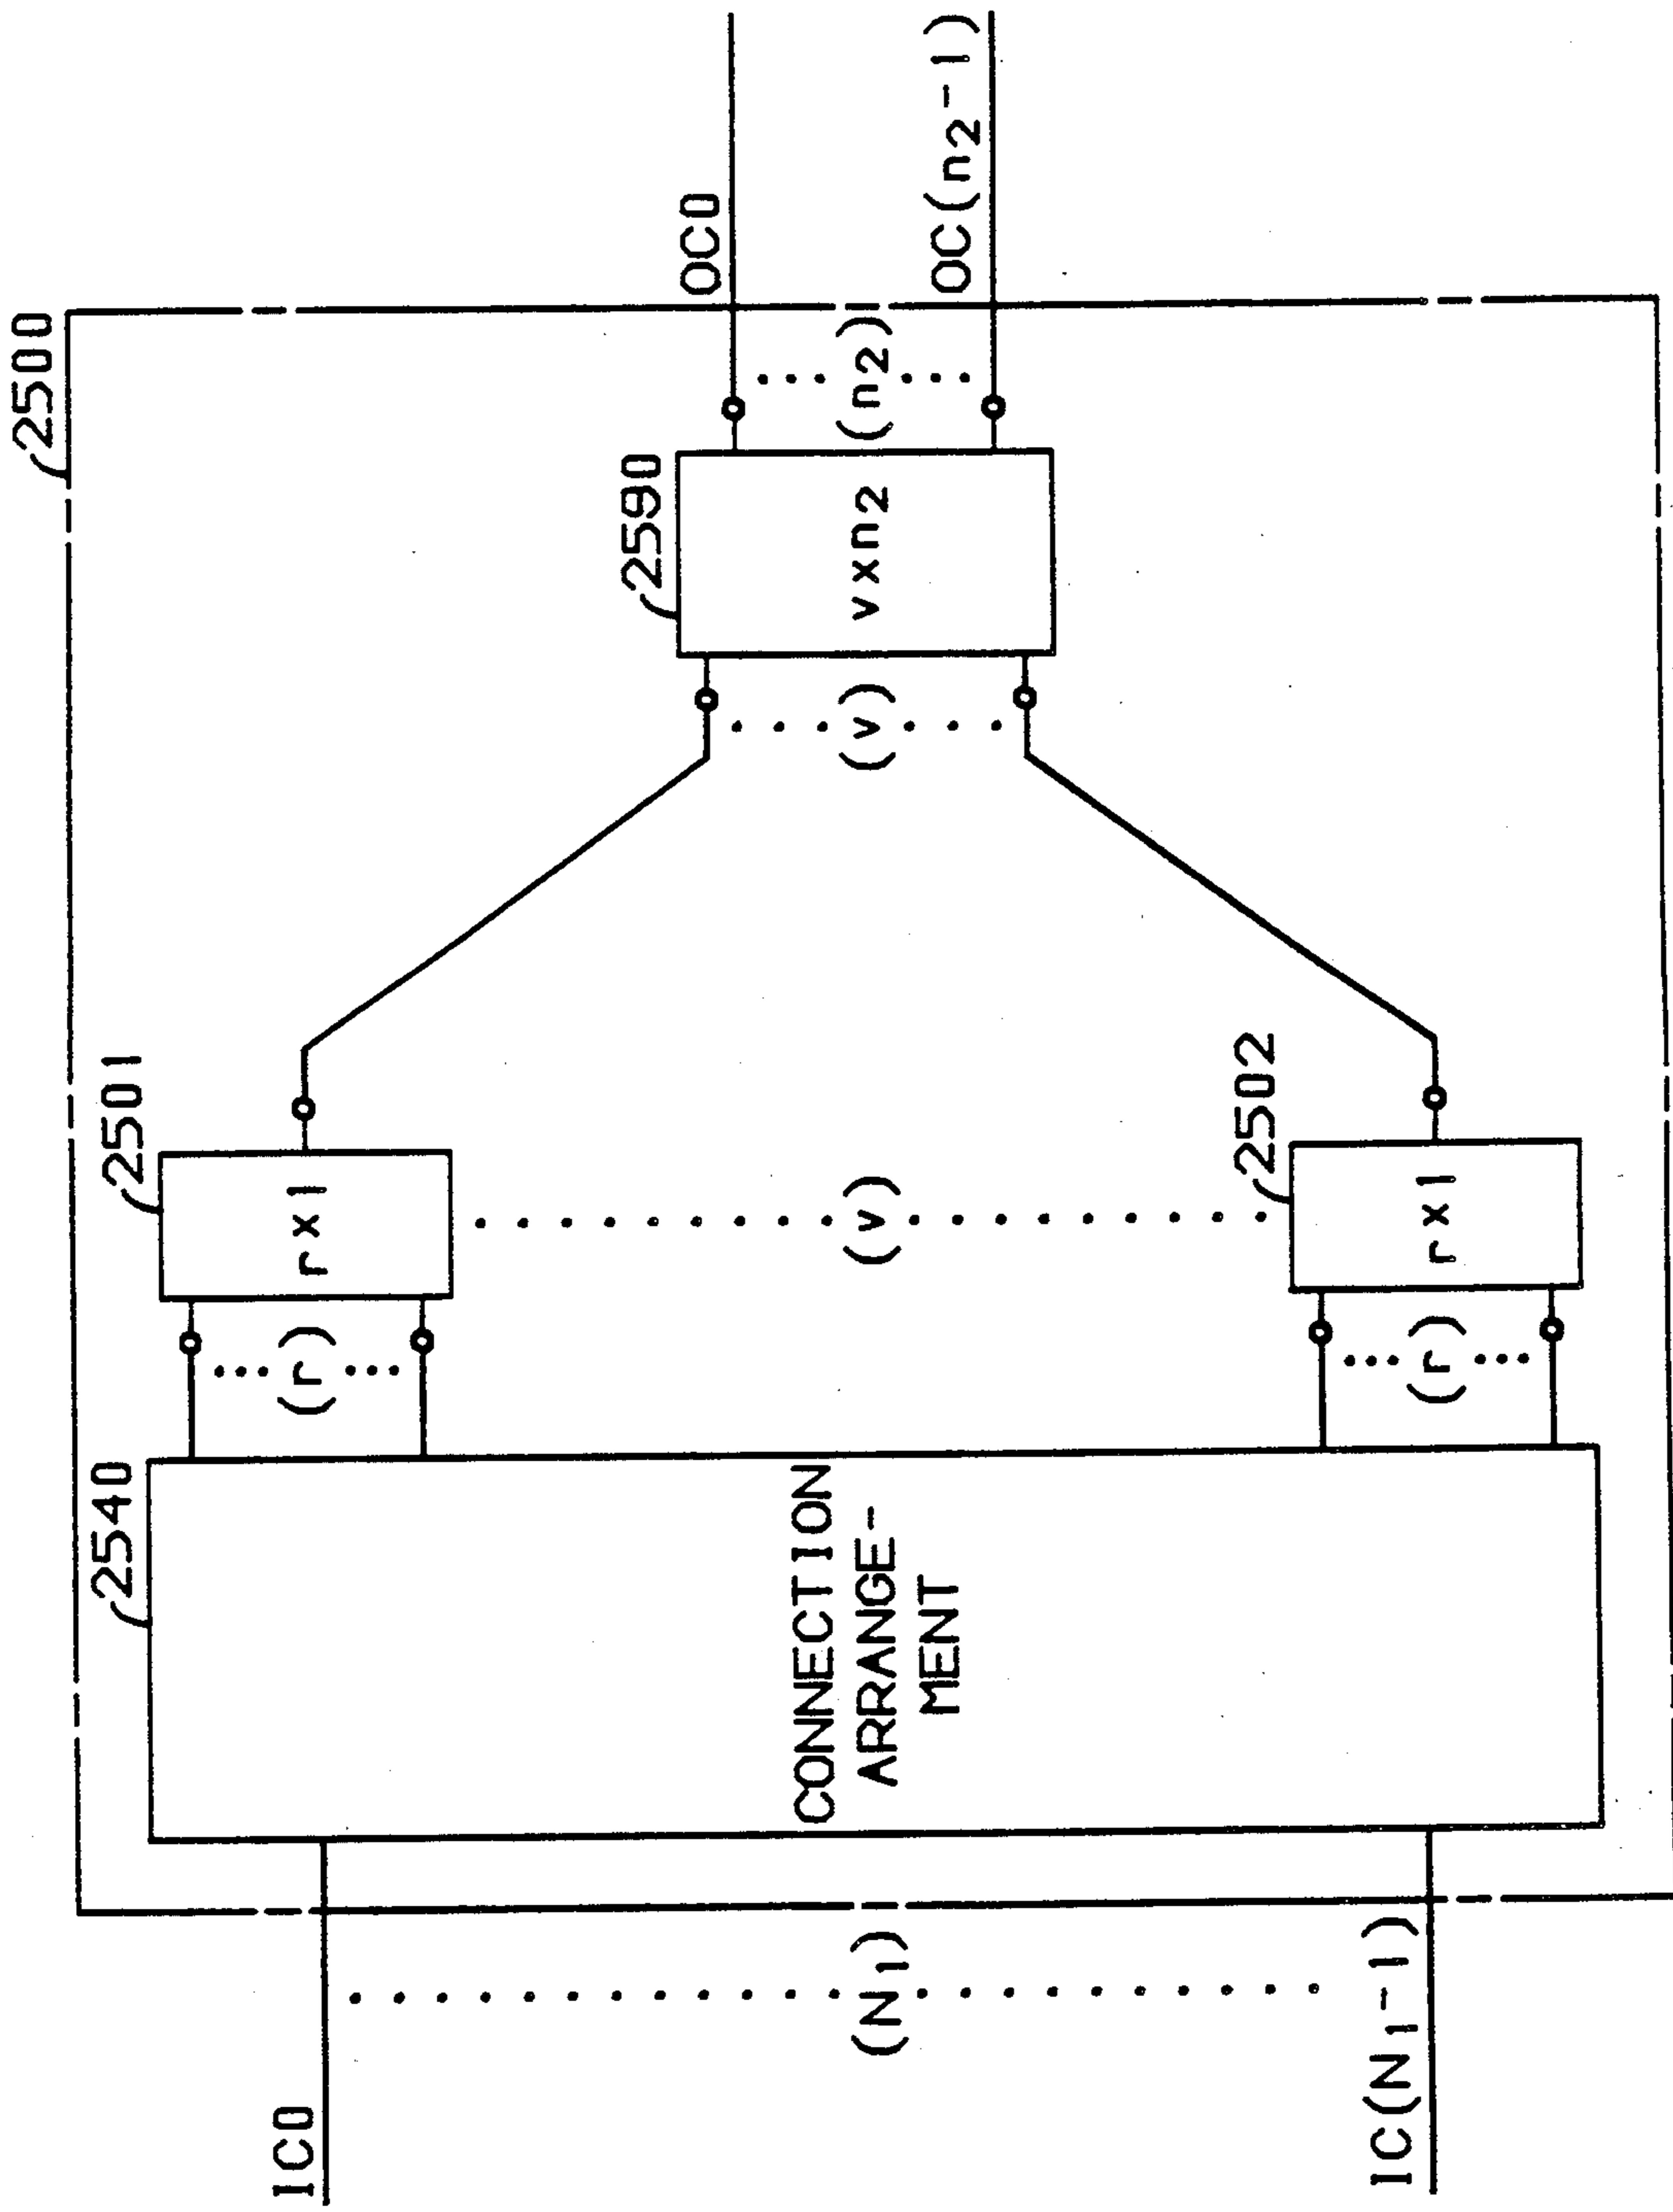 2500
2540
2501
2590
2502
IC0
IC(N₁-1)
(N₁)
CONNECTION
ARRANGE-
MENT
(r)
(r)
rx1
rx1
(v)
(v)
vxn₂
(n₂)
OC0
OC(n₂-1)